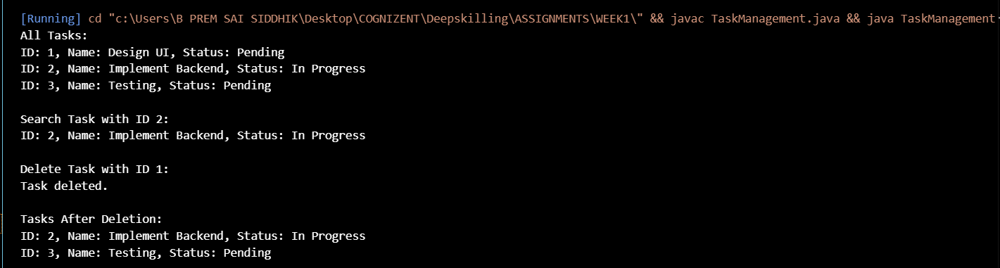 [Running] cd "c:\Users\B PREM SAI SIDDHIK\Desktop\COGNIZENT\Deepskilling\ASSIGNMENTS\WEEK1\" && javac TaskManagement.java && java TaskManagement
All Tasks:
ID: 1, Name: Design UI, Status: Pending
ID: 2, Name: Implement Backend, Status: In Progress
ID: 3, Name: Testing, Status: Pending
Search Task with ID 2:
ID: 2, Name: Implement Backend, Status: In Progress
Delete Task with ID 1:
Task deleted.
Tasks After Deletion:
ID: 2, Name: Implement Backend, Status: In Progress
ID: 3, Name: Testing, Status: Pending